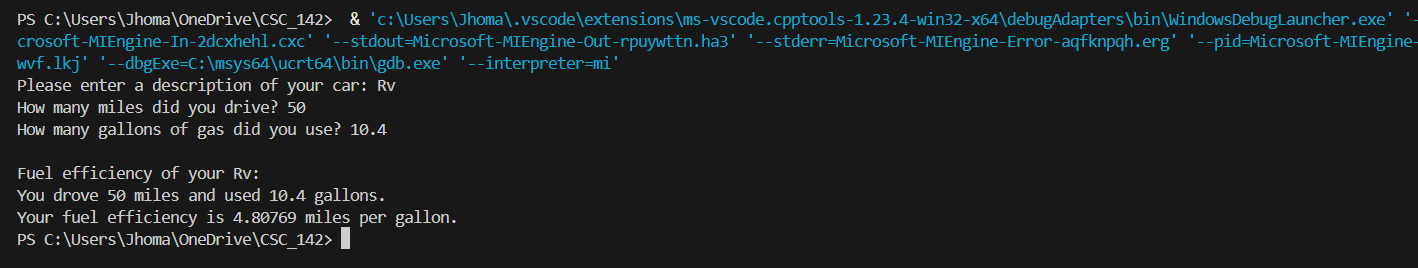 PS C:\Users\Jhoma\OneDrive\CSC_142>  & 'c:\Users\Jhoma\.vscode\extensions\ms-vscode.cpptools-1.23.4-win32-x64\debugAdapters\bin\WindowsDebugLauncher.exe' '-
crosoft-MIEngine-In-2dcxhehl.cxc' '--stdout=Microsoft-MIEngine-Out-rpuywttn.ha3' '--stderr=Microsoft-MIEngine-Error-aqfknpqh.erg' '--pid=Microsoft-MIEngine-
wvf.lkj' '--dbgExe=C:\msys64\ucrt64\bin\gdb.exe' '--interpreter=mi'
Please enter a description of your car: Rv
How many miles did you drive? 50
How many gallons of gas did you use? 10.4
Fuel efficiency of your Rv:
You drove 50 miles and used 10.4 gallons.
Your fuel efficiency is 4.80769 miles per gallon.
PS C:\Users\Jhoma\OneDrive\CSC_142>